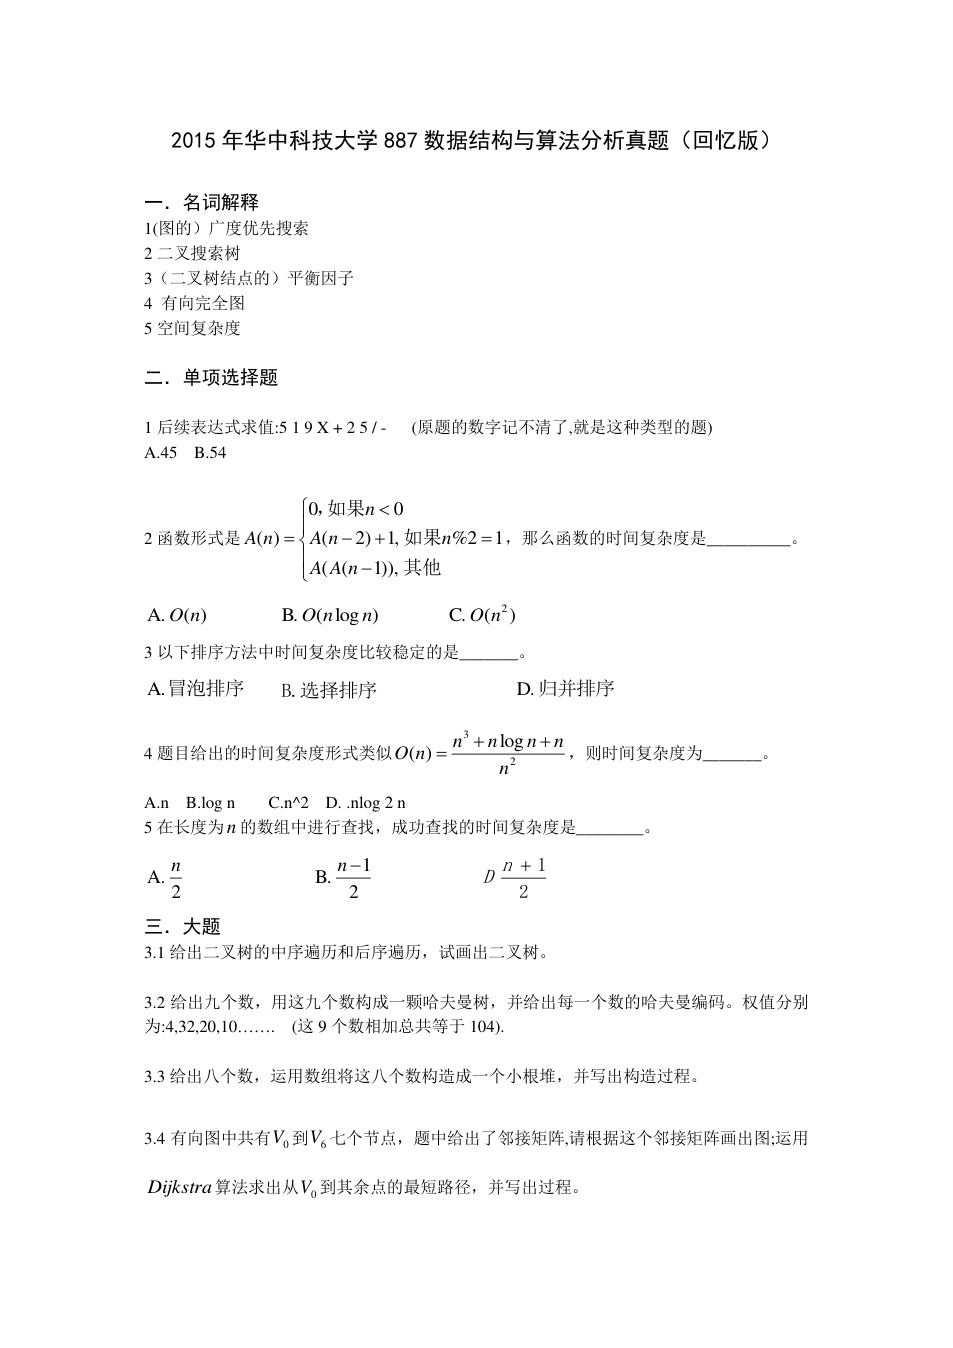 2015 年华中科技大学 887 数据结构与算法分析真题（回忆版）
一．名词解释
1(图的）广度优先搜索
2 二叉搜索树
3（二叉树结点的）平衡因子
4 有向完全图
5 空间复杂度
二．单项选择题
1 后续表达式求值:5 1 9 X + 2 5 / - (原题的数字记不清了,就是这种类型的题)
A.45 B.54
2 函数形式是 A(n) = { 0，如果n < 0
A(n − 2) + 1, 如果n%2 = 1，那么函数的时间复杂度是__________。
A(A(n − 1)), 其他
A. O(n) B. O(n log n) C. O(n²)
3 以下排序方法中时间复杂度比较稳定的是_______。
A. 冒泡排序 B. 选择排序 D. 归并排序
4 题目给出的时间复杂度形式类似 O(n) = (n³ + n log n + n) / n²，则时间复杂度为_______。
A.n B.log n C.n^2 D. .nlog 2 n
5 在长度为 n 的数组中进行查找，成功查找的时间复杂度是________。
A. n/2 B. (n − 1)/2 D (n + 1)/2
三．大题
3.1 给出二叉树的中序遍历和后序遍历，试画出二叉树。
3.2 给出九个数，用这九个数构成一颗哈夫曼树，并给出每一个数的哈夫曼编码。权值分别
为:4,32,20,10……. (这 9 个数相加总共等于 104).
3.3 给出八个数，运用数组将这八个数构造成一个小根堆，并写出构造过程。
3.4 有向图中共有V₀到V₆七个节点，题中给出了邻接矩阵,请根据这个邻接矩阵画出图;运用
Dijkstra 算法求出从V₀到其余点的最短路径，并写出过程。